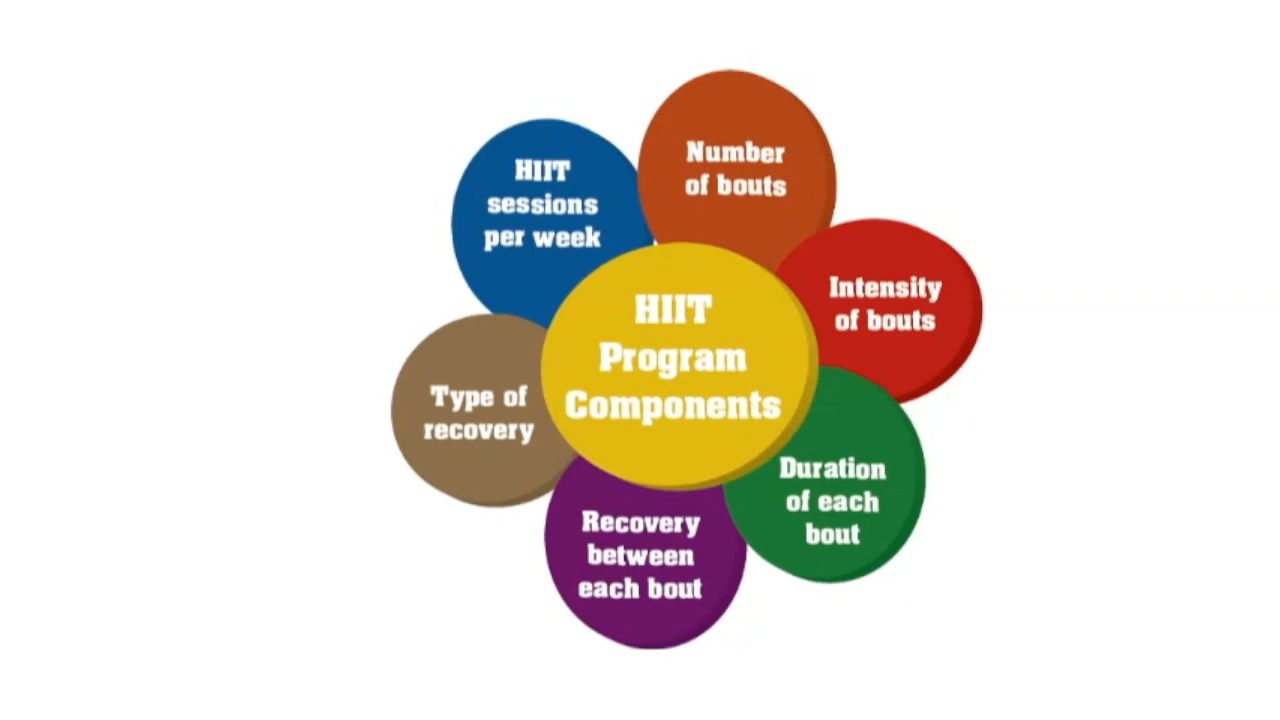 HIIT
Program
Components
Number
of bouts
Intensity
of bouts
Duration
of each
bout
Recovery
between
each bout
Type of
recovery
HIIT
sessions
per week